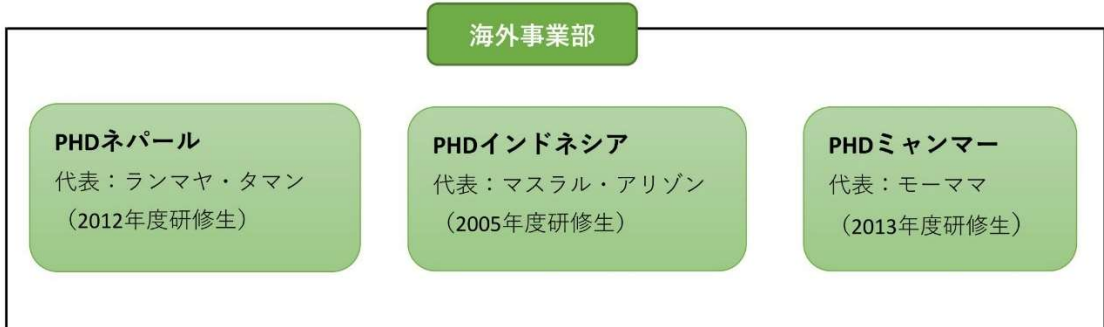 海外事業部
PHDネパール
代表：ランマヤ・タマン
（2012年度研修生）
PHDインドネシア
代表：マスラル・アリゾン
（2005年度研修生）
PHDミャンマー
代表：モーママ
（2013年度研修生）